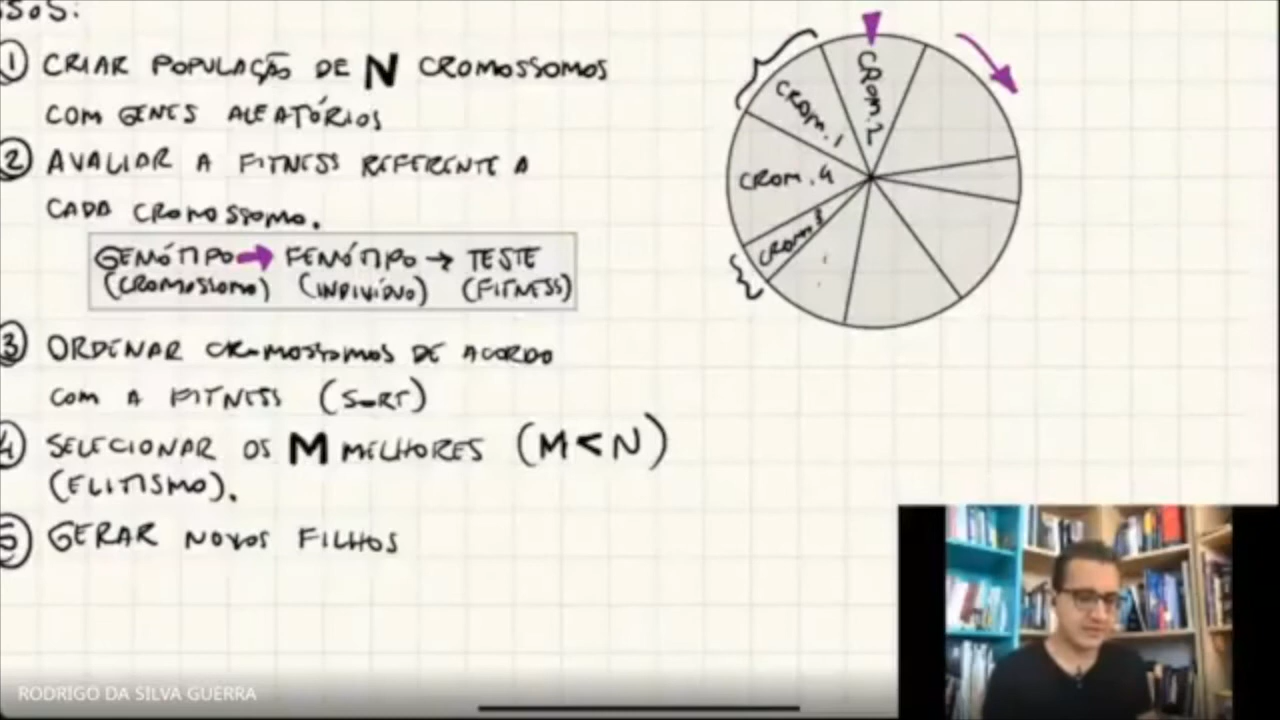 SSOS:
1 CRIAR POPULAÇÃO DE N CROMOSSOMOS
COM GENES ALEATÓRIOS
2 AVALIAR A FITNESS REFERENTE A
CADA CROMOSSOMO.
GENÓTIPO → FENÓTIPO → TESTE
(CROMOSSOMO) (INDIVÍDUO) (FITNESS)
3 ORDENAR CROMOSSOMOS DE ACORDO
COM A FITNESS (SORT)
4 SELECIONAR OS M MELHORES (M<N)
(ELITISMO).
5 GERAR NOVOS FILHOS
CROM. 1
CROM. 2
CROM. 4
CROM. 3
RODRIGO DA SILVA GUERRA